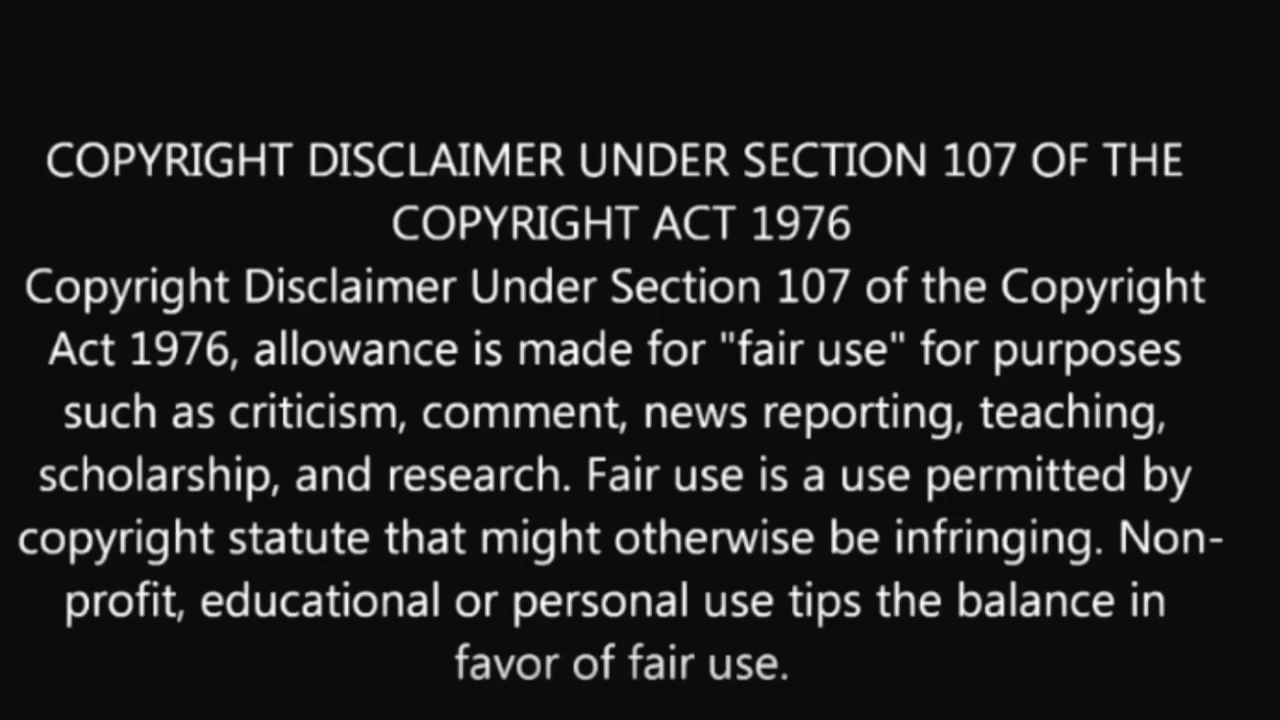 COPYRIGHT DISCLAIMER UNDER SECTION 107 OF THE
COPYRIGHT ACT 1976
Copyright Disclaimer Under Section 107 of the Copyright
Act 1976, allowance is made for "fair use" for purposes
such as criticism, comment, news reporting, teaching,
scholarship, and research. Fair use is a use permitted by
copyright statute that might otherwise be infringing. Non-
profit, educational or personal use tips the balance in
favor of fair use.